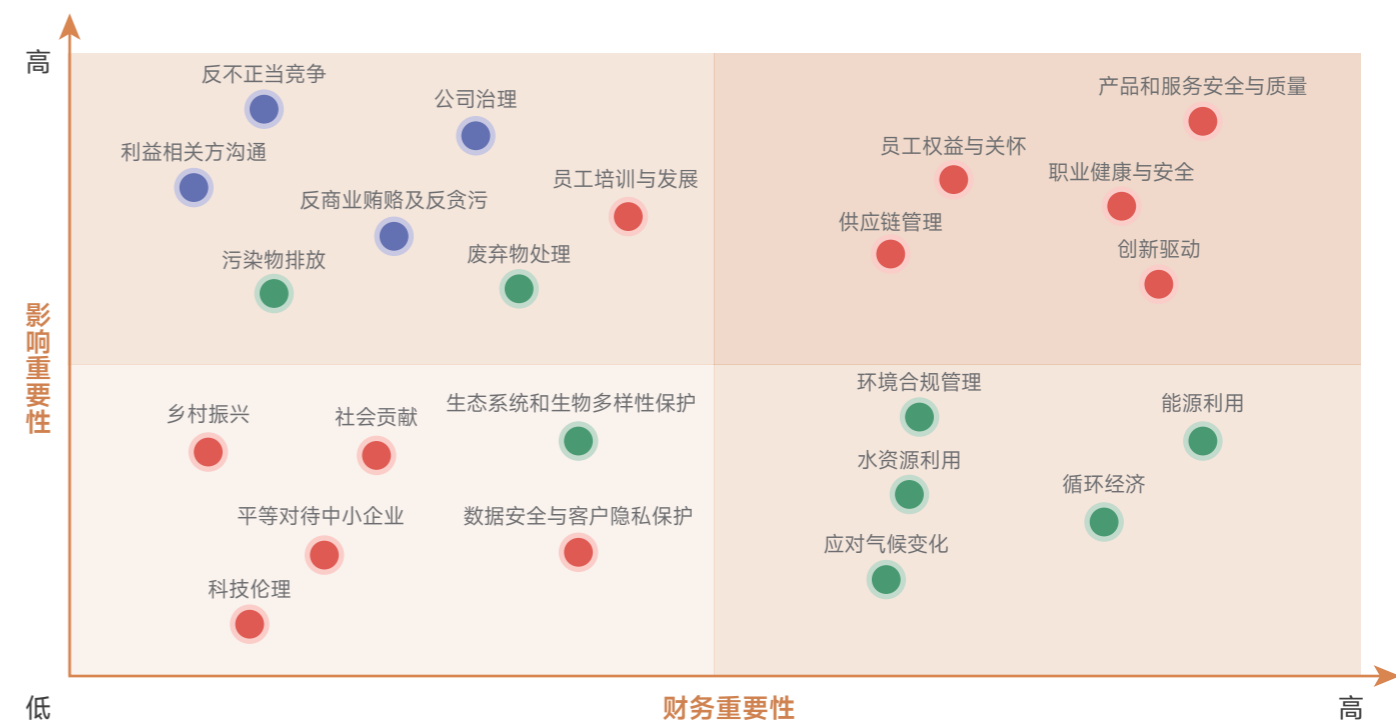 高
反不正当竞争
公司治理
产品和服务安全与质量
利益相关方沟通
员工权益与关怀
职业健康与安全
反商业贿赂及反贪污
员工培训与发展
供应链管理
创新驱动
污染物排放
废弃物处理
影响重要性
环境合规管理
能源利用
乡村振兴
社会贡献
生态系统和生物多样性保护
水资源利用
循环经济
平等对待中小企业
数据安全与客户隐私保护
应对气候变化
科技伦理
低
财务重要性
高